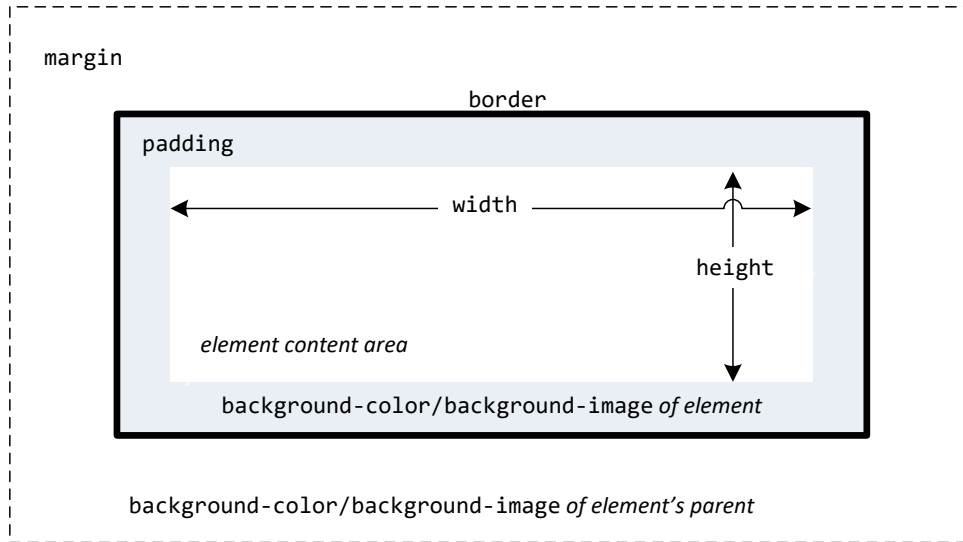 margin
border
padding
width
height
element content area
background-color/background-image of element
background-color/background-image of element's parent